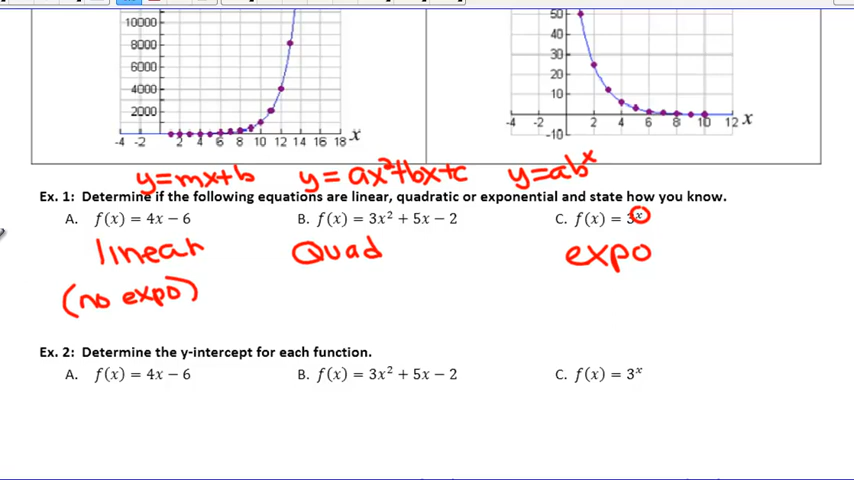 10000
8000
6000
4000
2000
-4 -2 2 4 6 8 10 12 14 16 18 x
50
40
30
20
10
-10
-4 -2 2 4 6 8 10 12 x
y=mx+b y=ax²+bx+c y=abˣ
Ex. 1: Determine if the following equations are linear, quadratic or exponential and state how you know.
A. f(x) = 4x − 6 B. f(x) = 3x² + 5x − 2 C. f(x) = 3ˣ
linear Quad expo
(no expo)
Ex. 2: Determine the y-intercept for each function.
A. f(x) = 4x − 6 B. f(x) = 3x² + 5x − 2 C. f(x) = 3ˣ